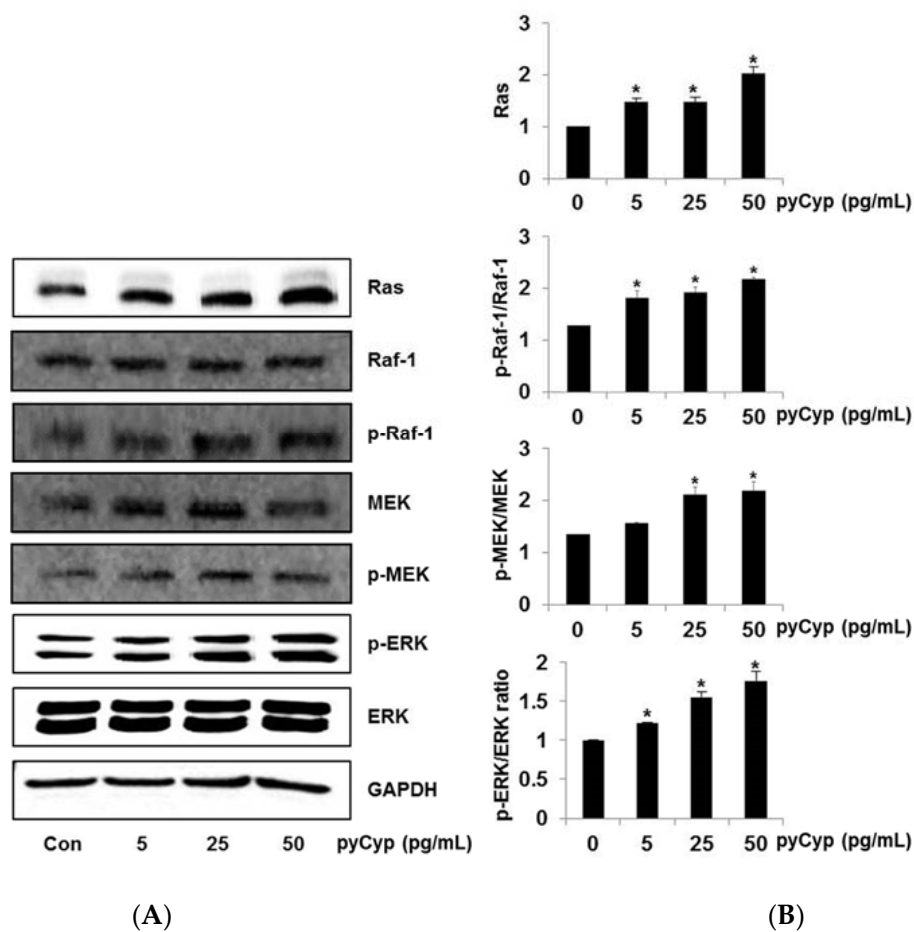 Ras
Raf-1
p-Raf-1
MEK
p-MEK
p-ERK
ERK
GAPDH
Con 5 25 50 pyCyp (pg/mL)
(A)
3
2
1
0
Ras
* * *
0 5 25 50 pyCyp (pg/mL)
3
2
1
0
p-Raf-1/Raf-1
* * *
0 5 25 50 pyCyp (pg/mL)
3
2
1
0
p-MEK/MEK
* *
0 5 25 50 pyCyp (pg/mL)
2
1.5
1
0.5
0
p-ERK/ERK ratio
* * *
0 5 25 50 pyCyp (pg/mL)
(B)